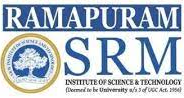 RAMAPURAM
SRM
INSTITUTE OF SCIENCE & TECHNOLOGY
(Deemed to be University u/s 3 of UGC Act, 1956)